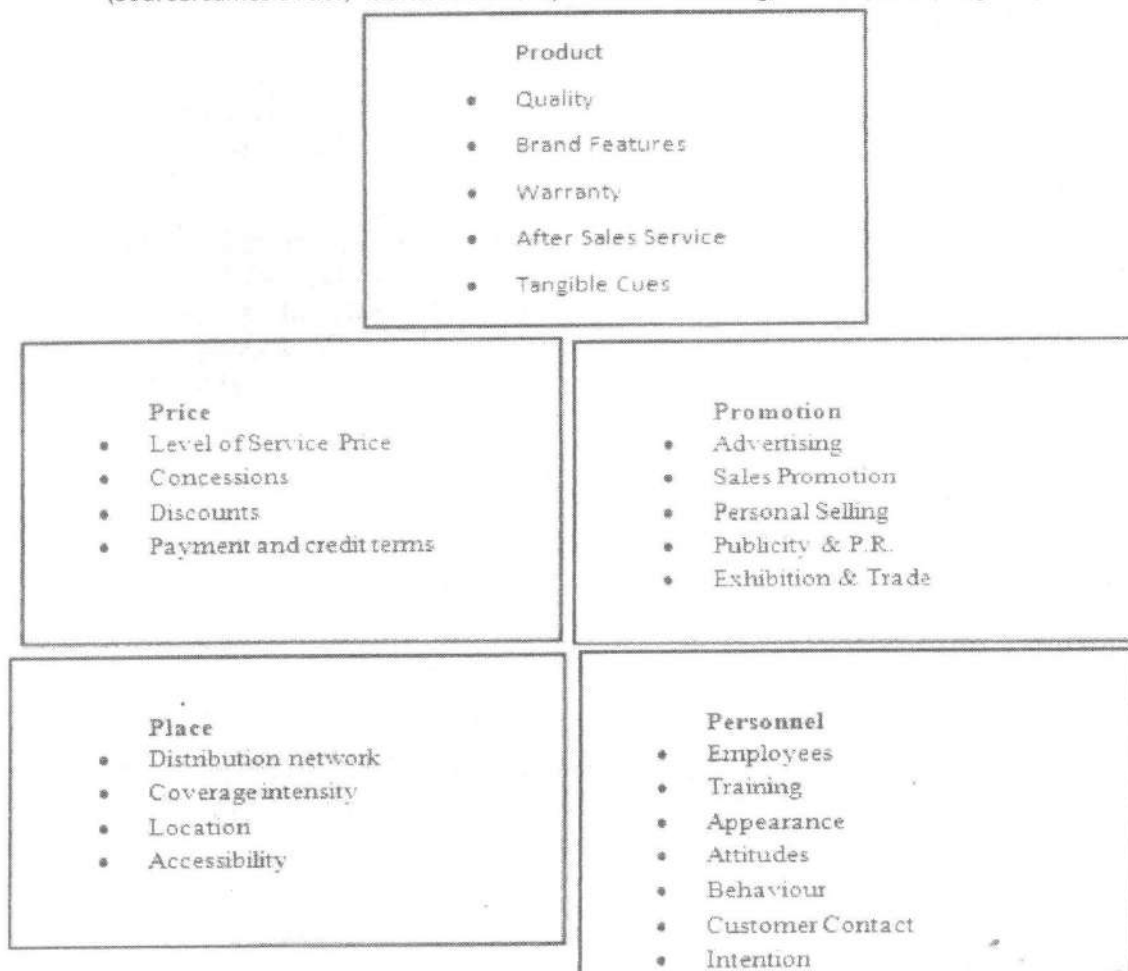 Product
• Quality
• Brand Features
• Warranty
• After Sales Service
• Tangible Cues
Price
• Level of Service Price
• Concessions
• Discounts
• Payment and credit terms
Promotion
• Advertising
• Sales Promotion
• Personal Selling
• Publicity & P.R.
• Exhibition & Trade
Place
• Distribution network
• Coverage intensity
• Location
• Accessibility
Personnel
• Employees
• Training
• Appearance
• Attitudes
• Behaviour
• Customer Contact
• Intention